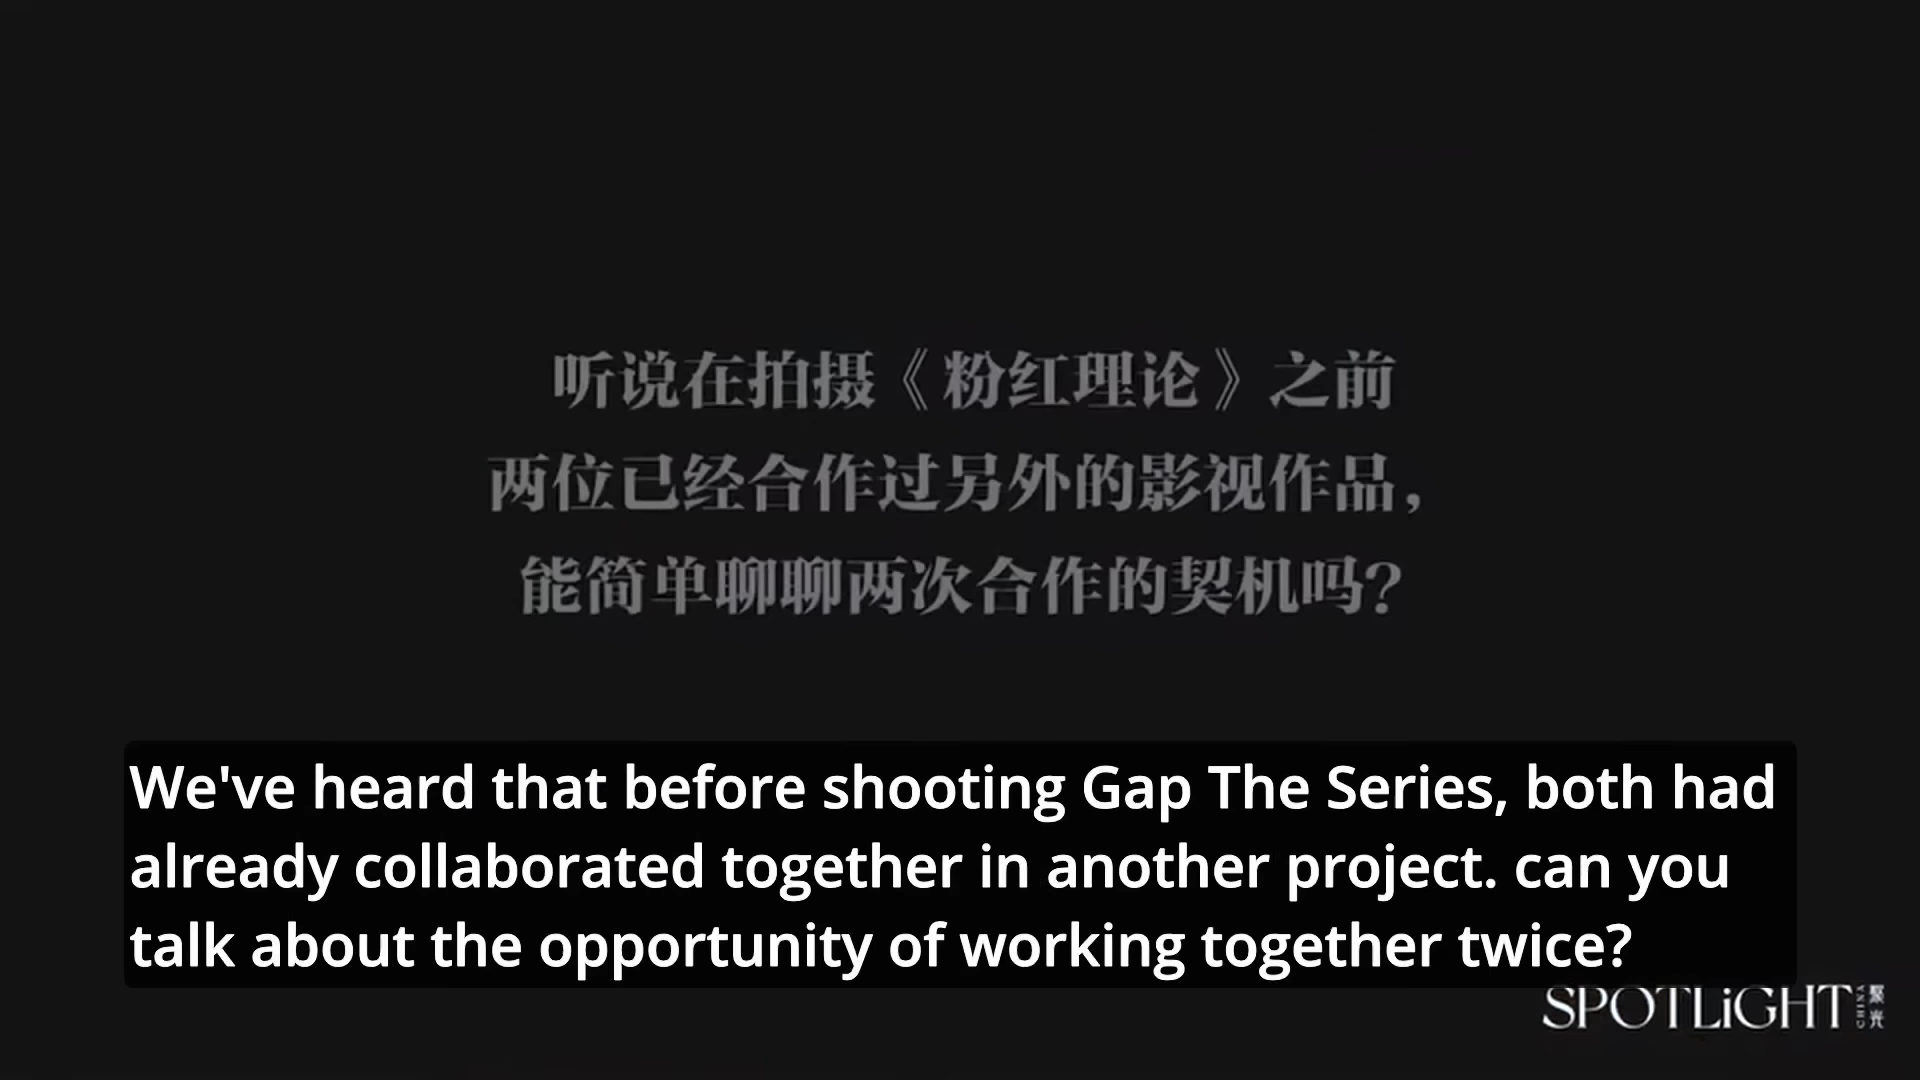 听说在拍摄《粉红理论》之前
两位已经合作过另外的影视作品，
能简单聊聊两次合作的契机吗？
We've heard that before shooting Gap The Series, both had
already collaborated together in another project. can you
talk about the opportunity of working together twice?
SPOTLiGHT CHINA 聚光